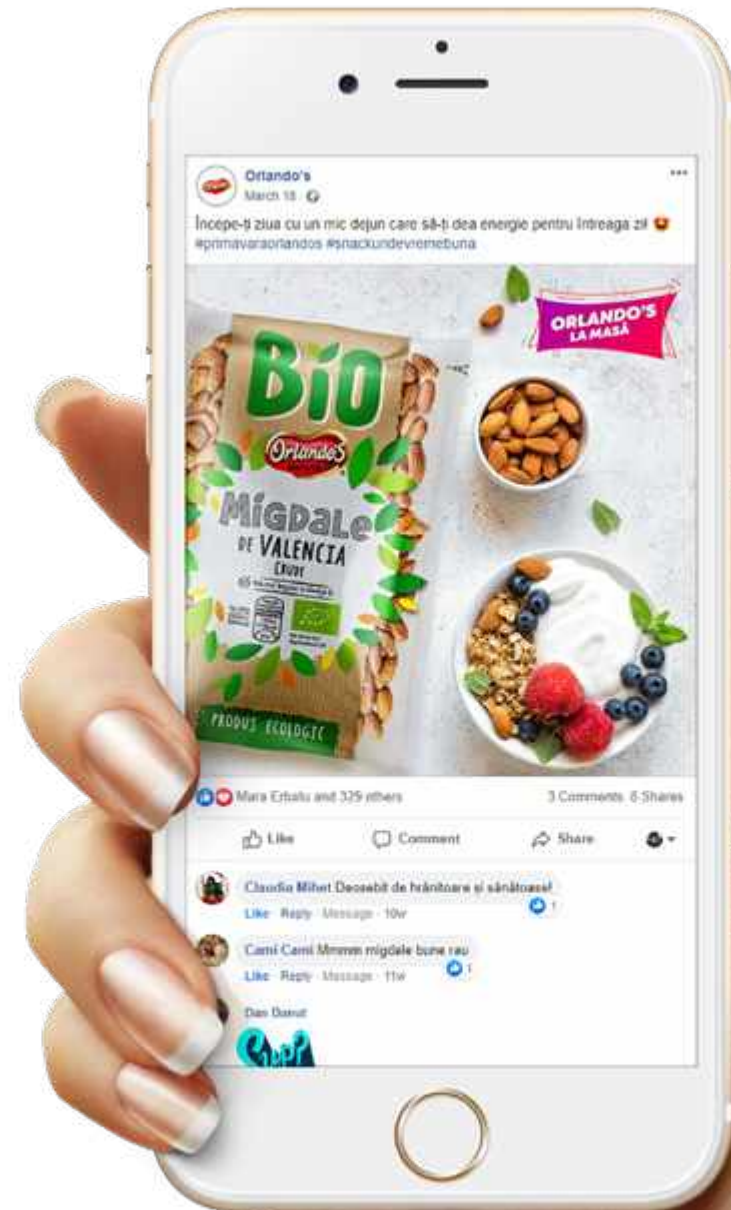 Orlando's
March 18
Începe-ți ziua cu un mic dejun care să-ți dea energie pentru întreaga zi!
#primavaraorlandos #snackuridevremebuna
ORLANDO'S
LA MASĂ
BIO
Orlando's
MIGDALE
DE VALENCIA
CRUDE
PRODUS ECOLOGIC
and 329 others
3 Comments 6 Shares
Like Comment Share
Claudia Mihet Deosebit de hrănitoare și sănătoase!
Like · Reply · Message · 10w
1
Cami Cami Mmmm migdale bune rau
Like · Reply · Message · 11w
1
Dan Danut